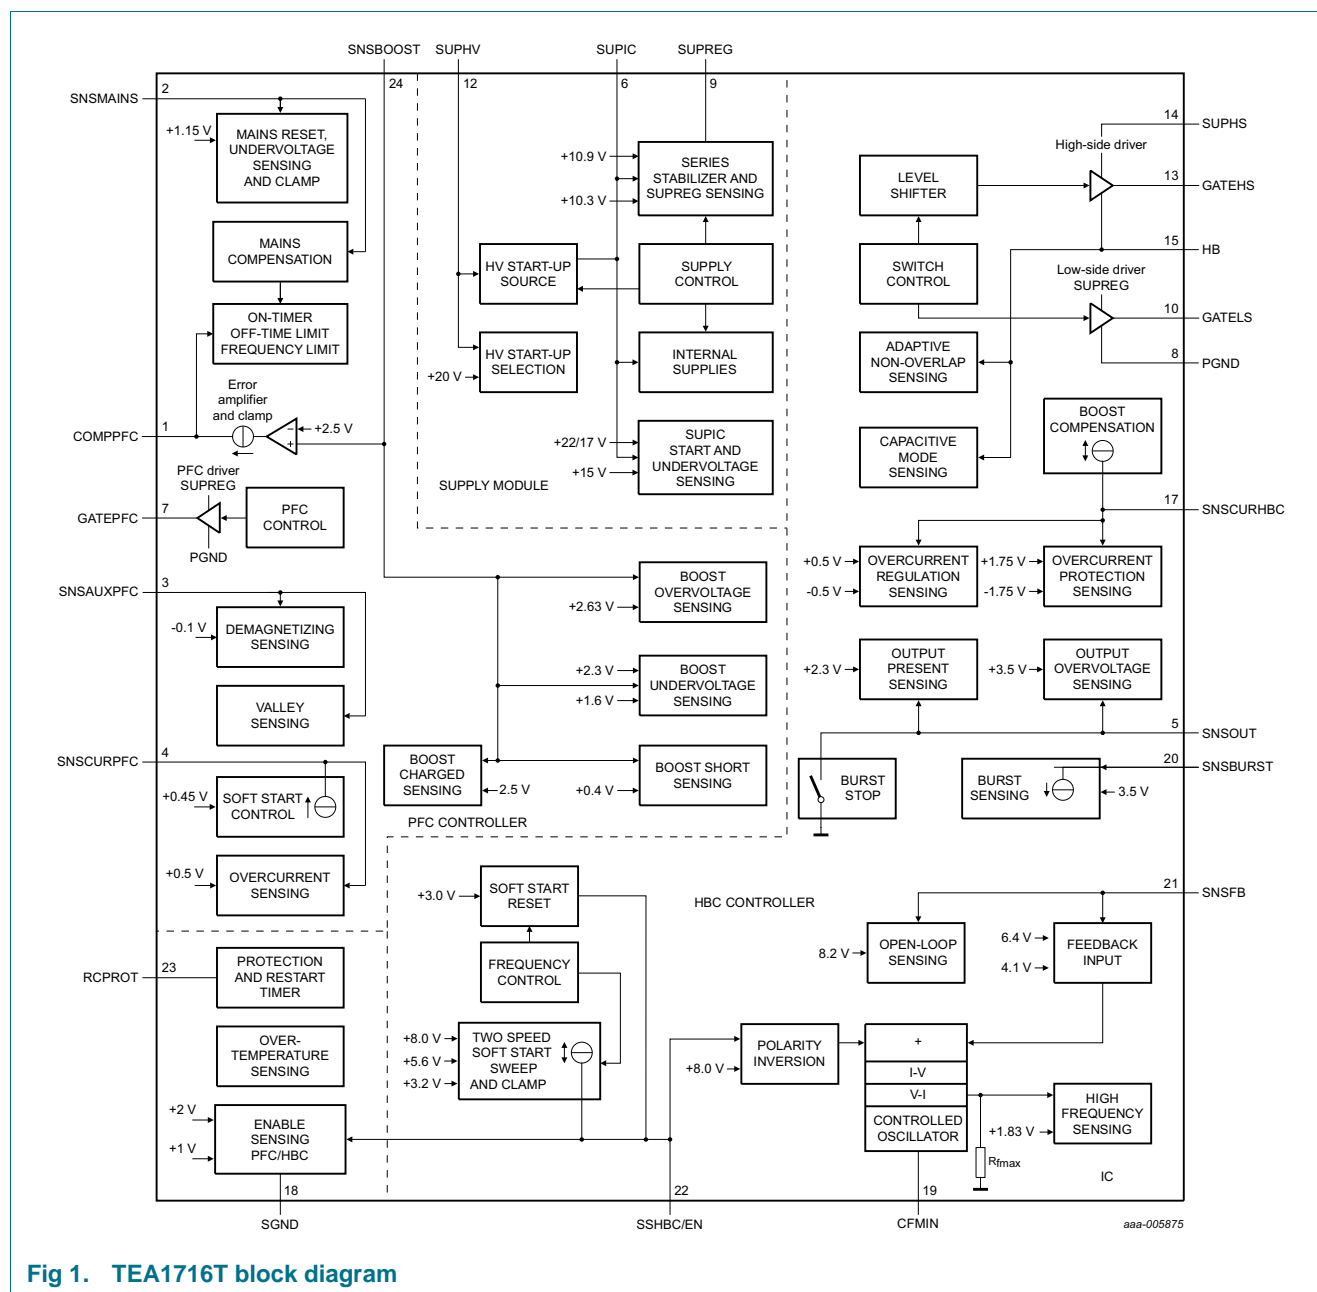 SNSBOOST
SUPHV
SUPIC
SUPREG
24
12
6
9
2
SNSMAINS
+1.15 V
MAINS RESET,
UNDERVOLTAGE
SENSING
AND CLAMP
MAINS
COMPENSATION
ON-TIMER
OFF-TIME LIMIT
FREQUENCY LIMIT
Error
amplifier
and clamp
1
COMPPFC
−
+
+2.5 V
PFC driver
SUPREG
7
GATEPFC
PFC
CONTROL
PGND
3
SNSAUXPFC
-0.1 V
DEMAGNETIZING
SENSING
VALLEY
SENSING
4
SNSCURPFC
+0.45V
SOFT START
CONTROL
+0.5 V
OVERCURRENT
SENSING
23
RCPROT
PROTECTION
AND RESTART
TIMER
OVER-
TEMPERATURE
SENSING
+2 V
+1 V
ENABLE
SENSING
PFC/HBC
18
SGND
+10.9 V
+10.3 V
SERIES
STABILIZER AND
SUPREG SENSING
HV START-UP
SOURCE
SUPPLY
CONTROL
HV START-UP
SELECTION
+20 V
INTERNAL
SUPPLIES
+22/17 V
+15 V
SUPIC
START AND
UNDERVOLTAGE
SENSING
SUPPLY MODULE
BOOST
OVERVOLTAGE
SENSING
+2.63 V
+2.3 V
+1.6 V
BOOST
UNDERVOLTAGE
SENSING
BOOST
CHARGED
SENSING
2.5 V
BOOST SHORT
SENSING
+0.4 V
PFC CONTROLLER
14
SUPHS
High-side driver
LEVEL
SHIFTER
13
GATEHS
15
HB
SWITCH
CONTROL
Low-side driver
SUPREG
10
GATELS
8
PGND
ADAPTIVE
NON-OVERLAP
SENSING
CAPACITIVE
MODE
SENSING
BOOST
COMPENSATION
17
SNSCURHBC
+0.5 V
-0.5 V
OVERCURRENT
REGULATION
SENSING
+1.75 V
-1.75 V
OVERCURRENT
PROTECTION
SENSING
+2.3 V
OUTPUT
PRESENT
SENSING
+3.5 V
OUTPUT
OVERVOLTAGE
SENSING
5
SNSOUT
BURST
STOP
BURST
SENSING
20
SNSBURST
3.5 V
HBC CONTROLLER
+3.0 V
SOFT START
RESET
FREQUENCY
CONTROL
+8.0 V
+5.6 V
+3.2 V
TWO SPEED
SOFT START
SWEEP
AND CLAMP
21
SNSFB
8.2 V
OPEN-LOOP
SENSING
6.4 V
4.1 V
FEEDBACK
INPUT
POLARITY
INVERSION
+8.0 V
+
I-V
V-I
CONTROLLED
OSCILLATOR
HIGH
FREQUENCY
SENSING
+1.83 V
Rfmax
IC
22
SSHBC/EN
19
CFMIN
aaa-005875
Fig 1. TEA1716T block diagram